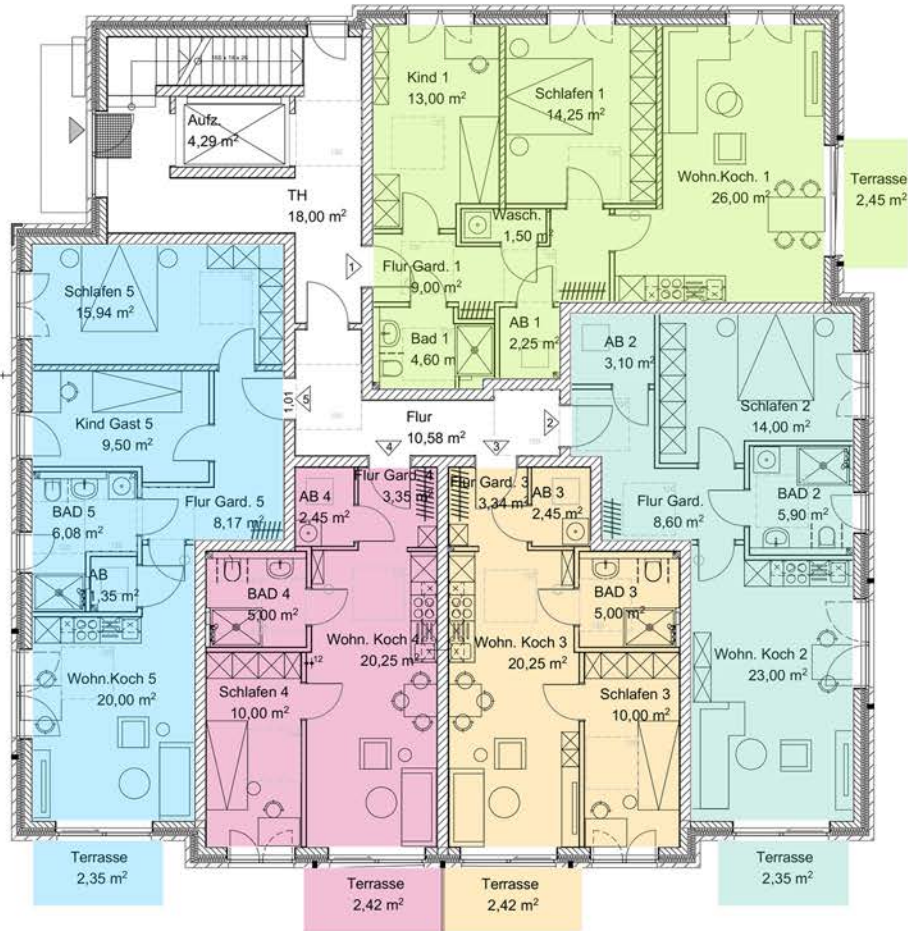 Kind 1
13,00 m²
Schlafen 1
14,25 m²
Aufz.
4,29 m²
Wohn.Koch. 1
26,00 m²
Terrasse
2,45 m²
TH
18,00 m²
Wasch.
1,50 m²
1
Flur Gard. 1
9,00 m²
Schlafen 5
15,94 m²
Bad 1
4,60 m
AB 1
2,25 m²
AB 2
3,10 m²
Schlafen 2
14,00 m²
Kind Gast 5
9,50 m²
1,01
5
Flur
10,58 m²
2
4
3
Flur Gard. 4
3,35 m²
Flur Gard. 3
3,34 m²
AB 4
2,45 m²
AB 3
2,45 m²
Flur Gard. 5
8,17 m²
Flur Gard.
8,60 m²
BAD 2
5,90 m²
BAD 5
6,08 m²
AB
,35 m²
BAD 4
5,00 m²
BAD 3
5,00 m²
Wohn. Koch 4
20,25 m²
Wohn. Koch 3
20,25 m²
Wohn. Koch 2
23,00 m²
12
Wohn.Koch 5
20,00 m²
Schlafen 4
10,00 m²
Schlafen 3
10,00 m²
Terrasse
2,35 m²
Terrasse
2,42 m²
Terrasse
2,42 m²
Terrasse
2,35 m²